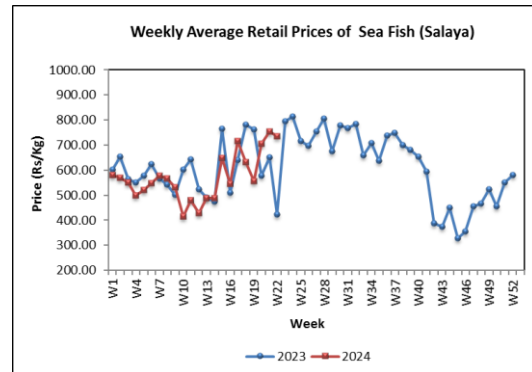 Weekly Average Retail Prices of Sea Fish (Salaya)
Price (Rs/Kg)
1000.00
900.00
800.00
700.00
600.00
500.00
400.00
300.00
200.00
W1
W4
W7
W10
W13
W16
W19
W22
W25
W28
W31
W34
W37
W40
W43
W46
W49
W52
Week
2023
2024